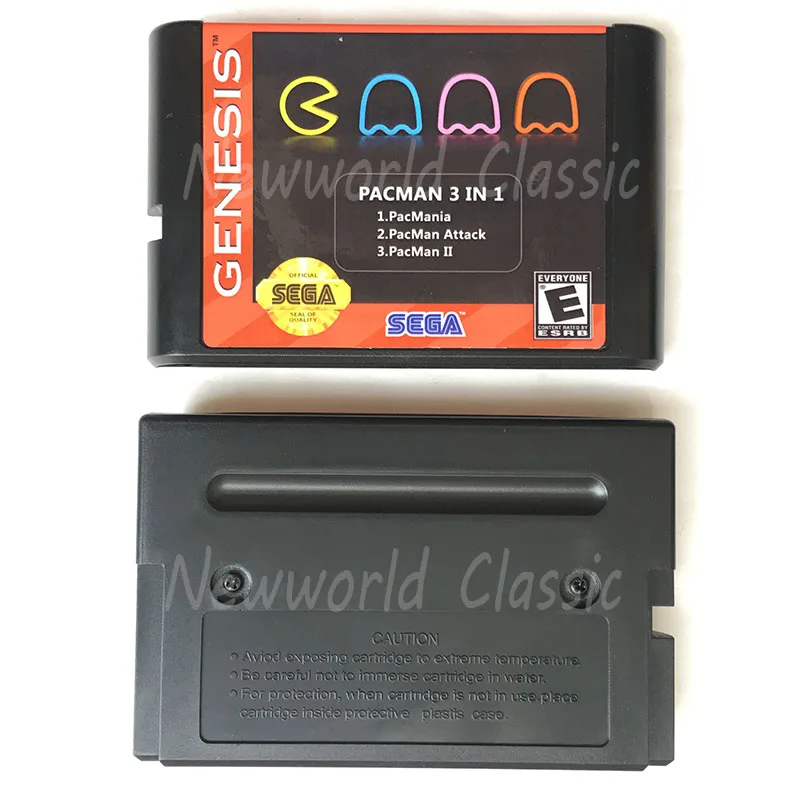 GENESIS™
Newworld Classic
PACMAN 3 IN 1
1.PacMania
2.PacMan Attack
3.PacMan II
OFFICIAL
SEGA
SEAL OF
QUALITY
SEGA
EVERYONE
E
CONTENT RATED BY
ESRB
Newworld Classic
CAUTION
• Aviod exposing cartridge to extreme temperature.
• Be careful not to immerse cartridge in water.
• For protection, when cartridge is not in use,place
cartridge inside protective plastis case.